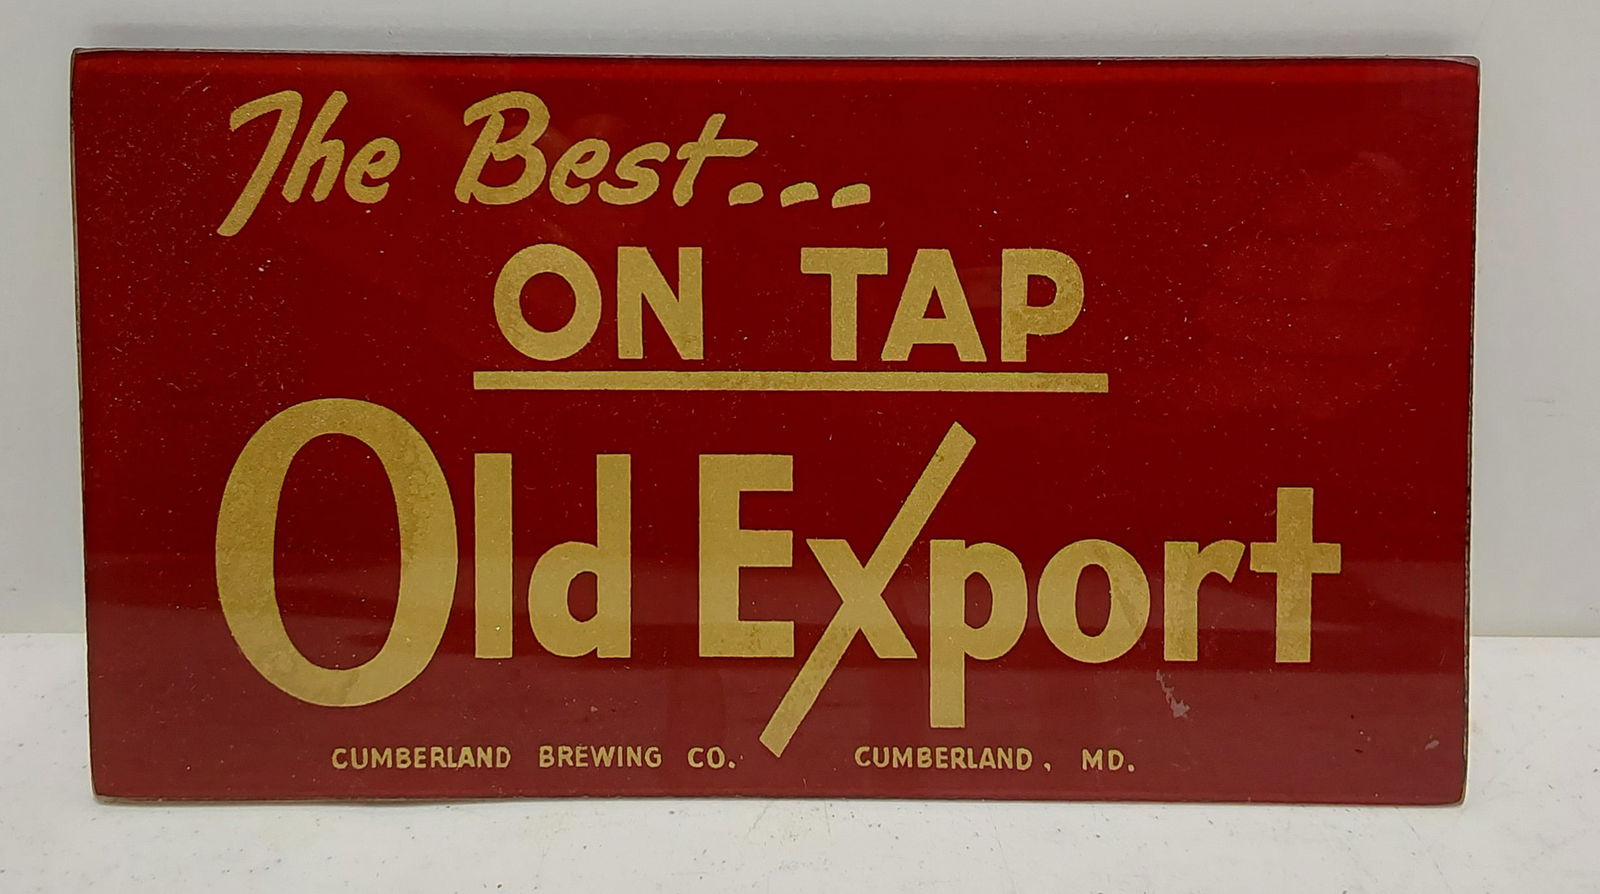 The Best...
ON TAP
Old Export
CUMBERLAND BREWING CO. CUMBERLAND, MD.